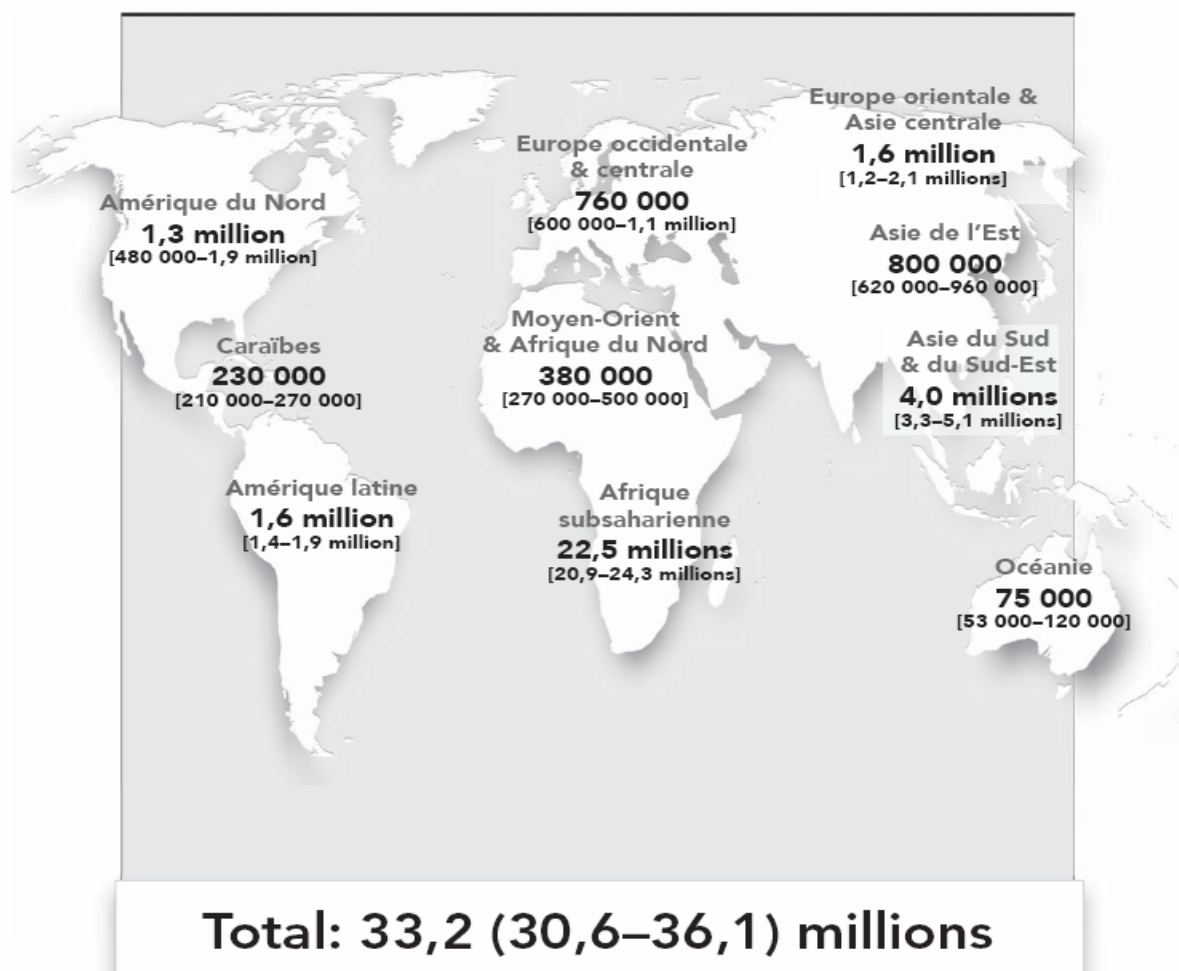 Europe orientale &
Asie centrale
1,6 million
[1,2–2,1 millions]
Europe occidentale
& centrale
760 000
[600 000–1,1 million]
Amérique du Nord
1,3 million
[480 000–1,9 million]
Asie de l’Est
800 000
[620 000–960 000]
Moyen-Orient
& Afrique du Nord
380 000
[270 000–500 000]
Caraïbes
230 000
[210 000–270 000]
Asie du Sud
& du Sud-Est
4,0 millions
[3,3–5,1 millions]
Amérique latine
1,6 million
[1,4–1,9 million]
Afrique
subsaharienne
22,5 millions
[20,9–24,3 millions]
Océanie
75 000
[53 000–120 000]
Total: 33,2 (30,6–36,1) millions